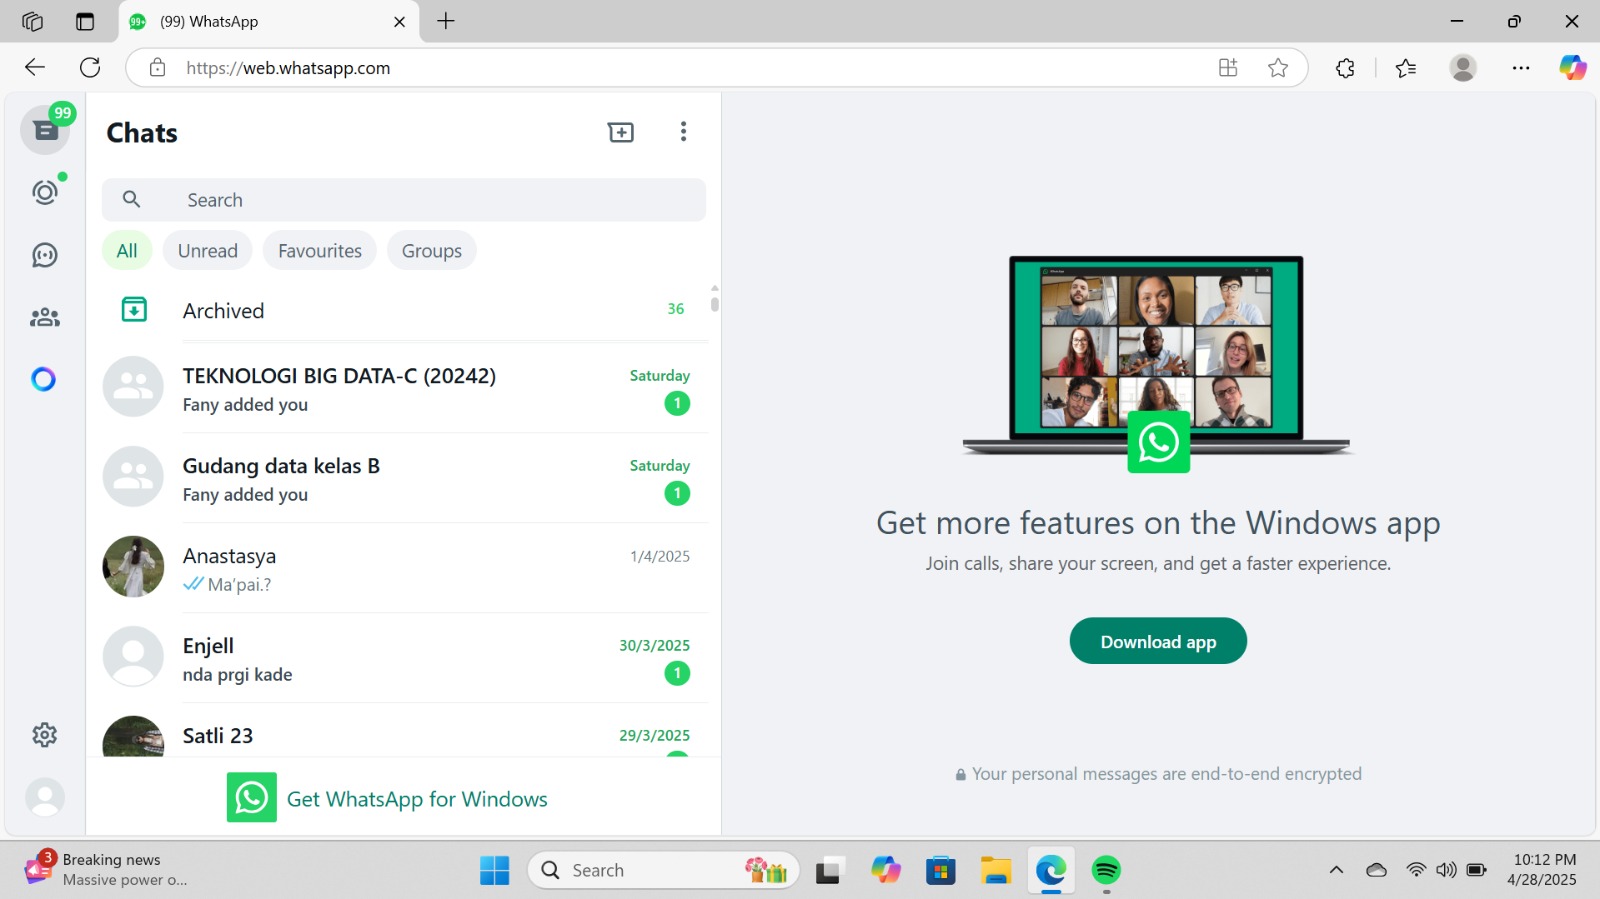 99+
(99) WhatsApp
https://web.whatsapp.com
99
Chats
Search
All
Unread
Favourites
Groups
Archived
36
TEKNOLOGI BIG DATA-C (20242)
Saturday
Fany added you
1
Gudang data kelas B
Saturday
Fany added you
1
Anastasya
1/4/2025
Ma'pai.?
Enjell
30/3/2025
nda prgi kade
1
Satli 23
29/3/2025
Get WhatsApp for Windows
Get more features on the Windows app
Join calls, share your screen, and get a faster experience.
Download app
Your personal messages are end-to-end encrypted
3
Breaking news
Massive power o...
Search
10:12 PM
4/28/2025